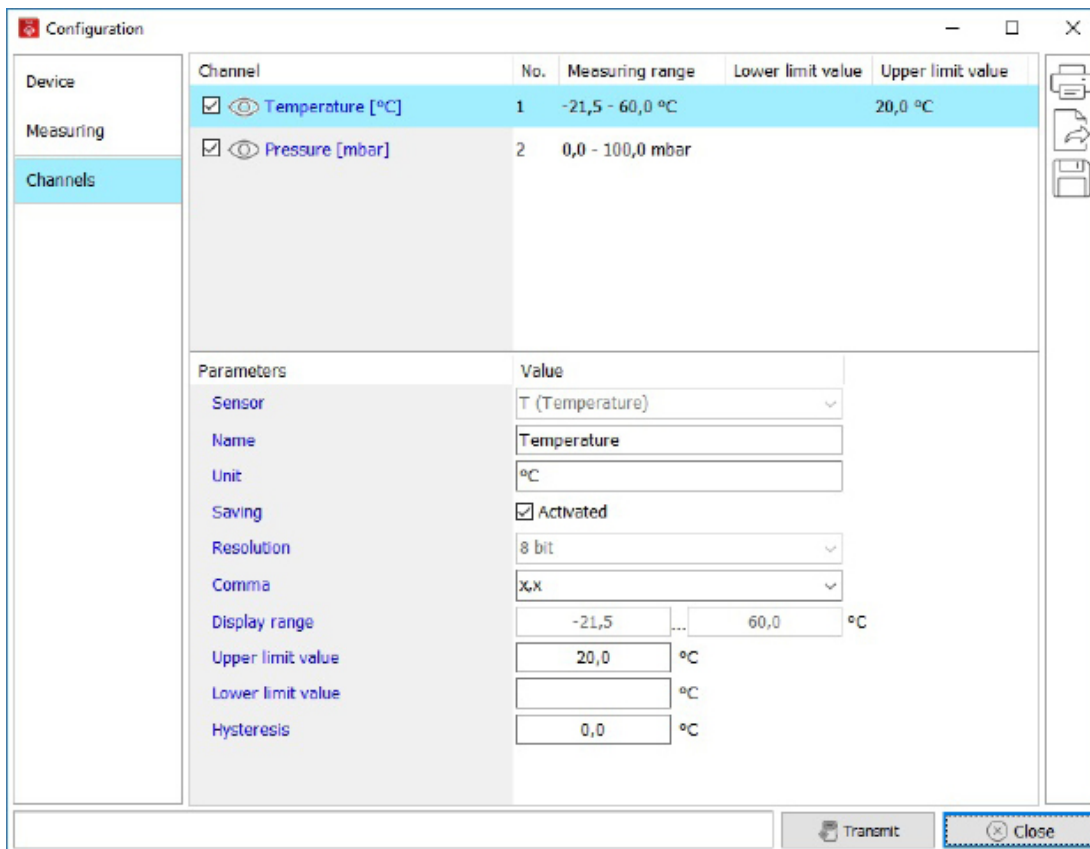 Configuration
Device
Measuring
Channels
Channel No. Measuring range Lower limit value Upper limit value
Temperature [°C] 1 -21,5 - 60,0 °C 20,0 °C
Pressure [mbar] 2 0,0 - 100,0 mbar
Parameters Value
Sensor T (Temperature)
Name Temperature
Unit °C
Saving Activated
Resolution 8 bit
Comma x,x
Display range -21,5 ... 60,0 °C
Upper limit value 20,0 °C
Lower limit value °C
Hysteresis 0,0 °C
Transmit Close